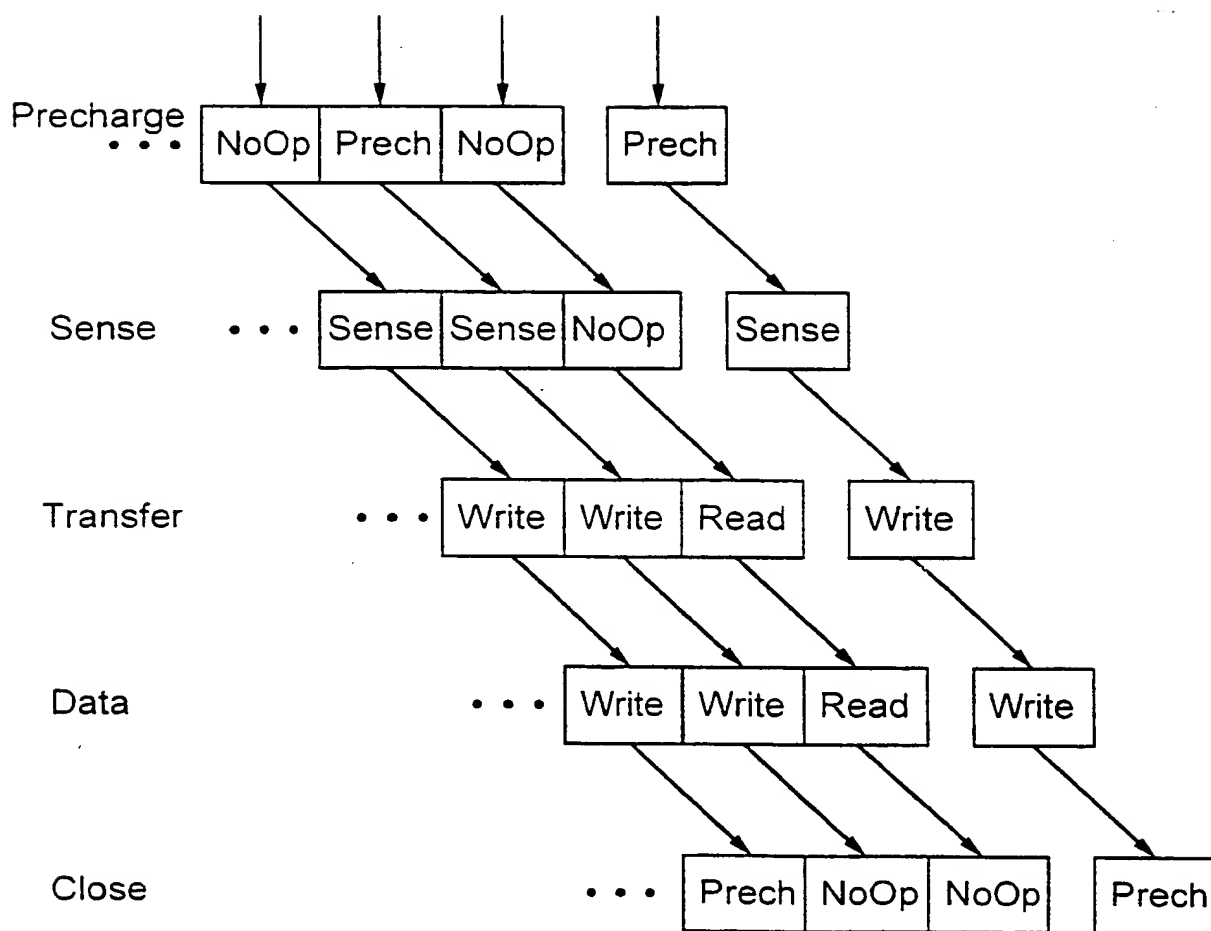 Precharge
• • • NoOp Prech NoOp Prech
Sense • • • Sense Sense NoOp Sense
Transfer • • • Write Write Read Write
Data • • • Write Write Read Write
Close • • • Prech NoOp NoOp Prech